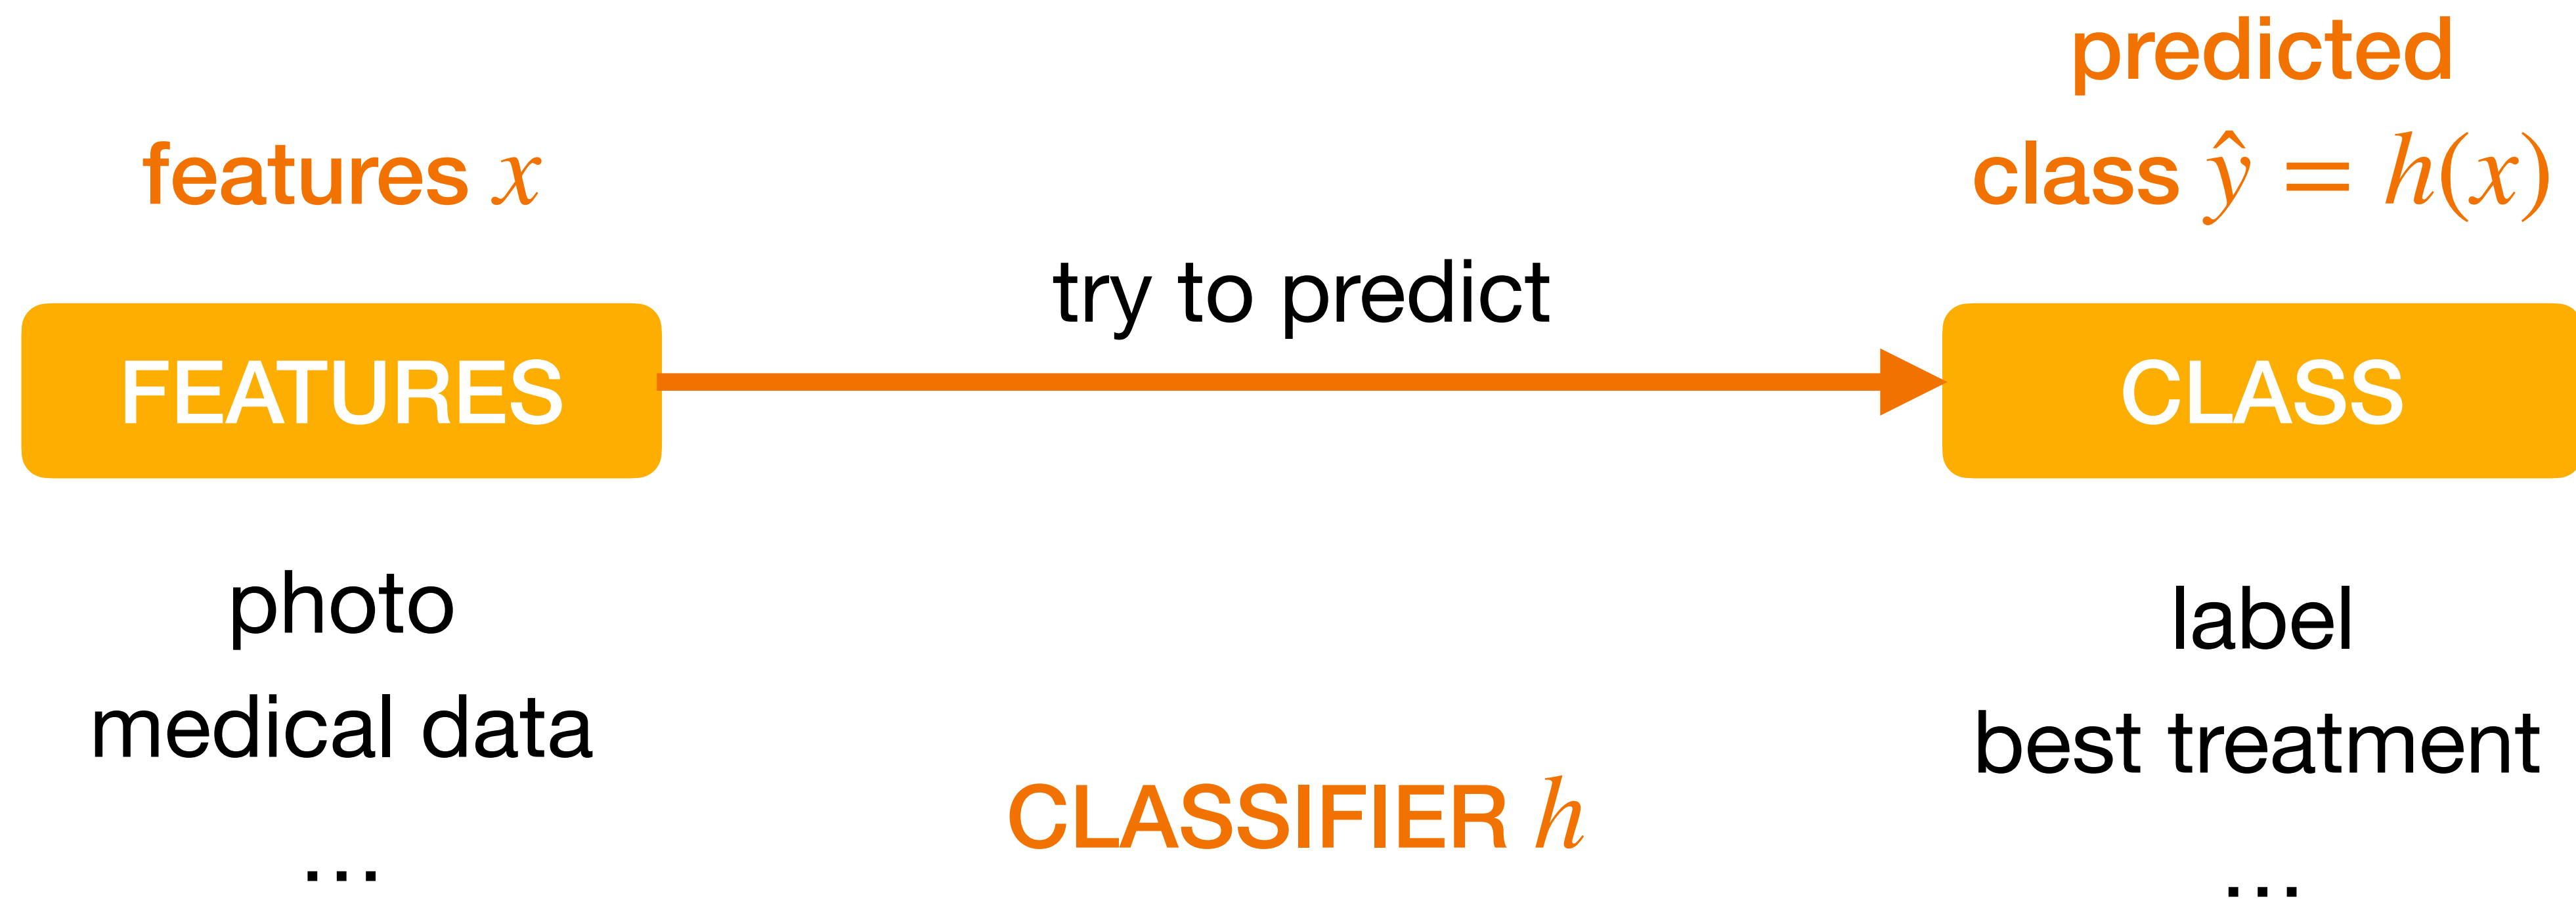 features x
FEATURES
photo
medical data
...
try to predict
CLASSIFIER h
predicted
class ŷ = h(x)
CLASS
label
best treatment
...